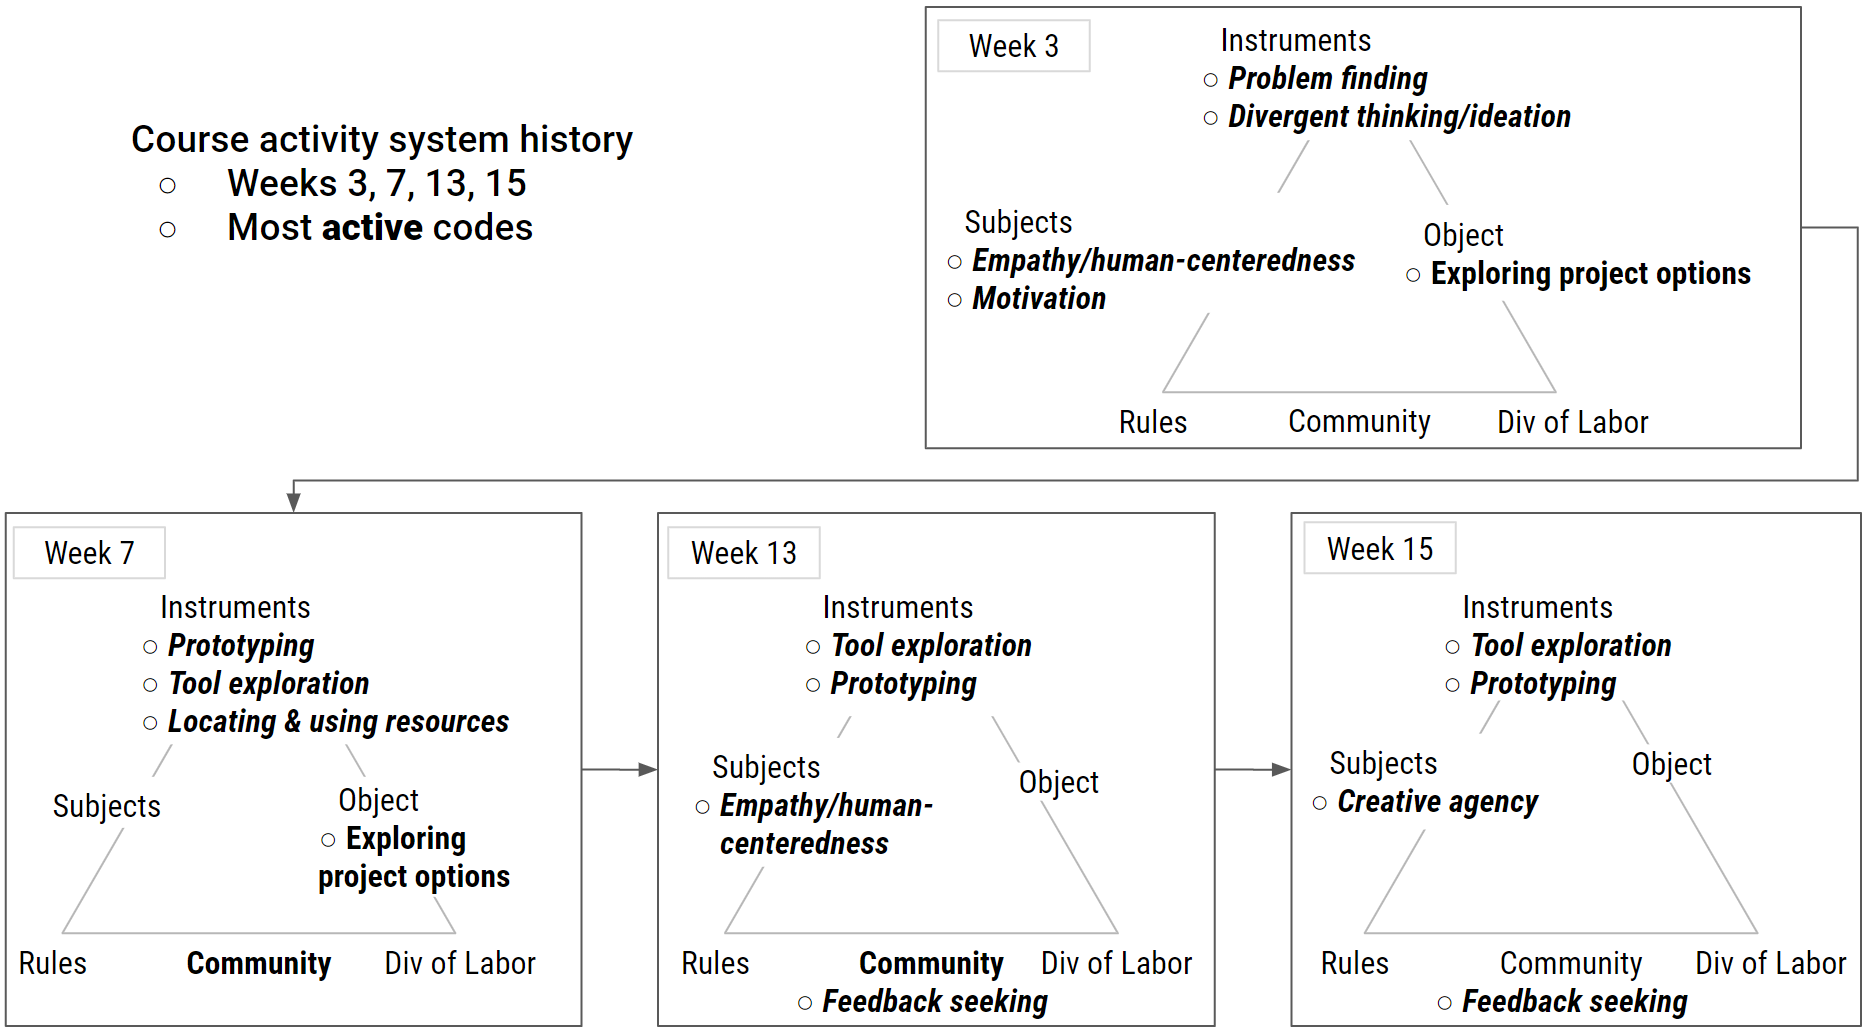 Course activity system history
○ Weeks 3, 7, 13, 15
○ Most active codes
Week 3
Instruments
○ Problem finding
○ Divergent thinking/ideation
Subjects
○ Empathy/human-centeredness
○ Motivation
Object
○ Exploring project options
Rules
Community
Div of Labor
Week 7
Instruments
○ Prototyping
○ Tool exploration
○ Locating & using resources
Subjects
Object
○ Exploring
project options
Rules
Community
Div of Labor
Week 13
Instruments
○ Tool exploration
○ Prototyping
Subjects
○ Empathy/human-
centeredness
Object
Rules
Community
Div of Labor
○ Feedback seeking
Week 15
Instruments
○ Tool exploration
○ Prototyping
Subjects
○ Creative agency
Object
Rules
Community
Div of Labor
○ Feedback seeking